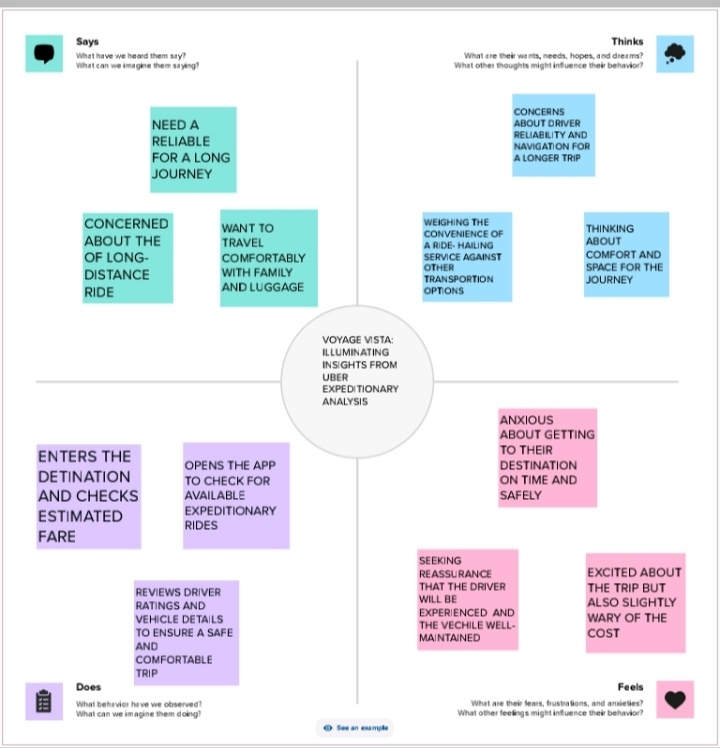 Says
What have we heard them say?
What can we imagine them saying?
Thinks
What are their wants, needs, hopes, and dreams?
What other thoughts might influence their behavior?
NEED A
RELIABLE
FOR A LONG
JOURNEY
CONCERNED
ABOUT THE
OF LONG-
DISTANCE
RIDE
WANT TO
TRAVEL
COMFORTABLY
WITH FAMILY
AND LUGGAGE
CONCERNS
ABOUT DRIVER
RELIABILITY AND
NAVIGATION FOR
A LONGER TRIP
WEIGHING THE
CONVENIENCE OF
A RIDE- HAILING
SERVICE AGAINST
OTHER
TRANSPORTION
OPTIONS
THINKING
ABOUT
COMFORT AND
SPACE FOR THE
JOURNEY
VOYAGE VISTA:
ILLUMINATING
INSIGHTS FROM
UBER
EXPEDITIONARY
ANALYSIS
ENTERS THE
DETINATION
AND CHECKS
ESTIMATED
FARE
OPENS THE APP
TO CHECK FOR
AVAILABLE
EXPEDITIONARY
RIDES
REVIEWS DRIVER
RATINGS AND
VEHICLE DETAILS
TO ENSURE A SAFE
AND
COMFORTABLE
TRIP
ANXIOUS
ABOUT GETTING
TO THEIR
DESTINATION
ON TIME AND
SAFELY
SEEKING
REASSURANCE
THAT THE DRIVER
WILL BE
EXPERIENCED AND
THE VECHILE WELL-
MAINTAINED
EXCITED ABOUT
THE TRIP BUT
ALSO SLIGHTLY
WARY OF THE
COST
Does
What behavior have we observed?
What can we imagine them doing?
Feels
What are their fears, frustrations, and anxieties?
What other feelings might influence their behavior?
See an example